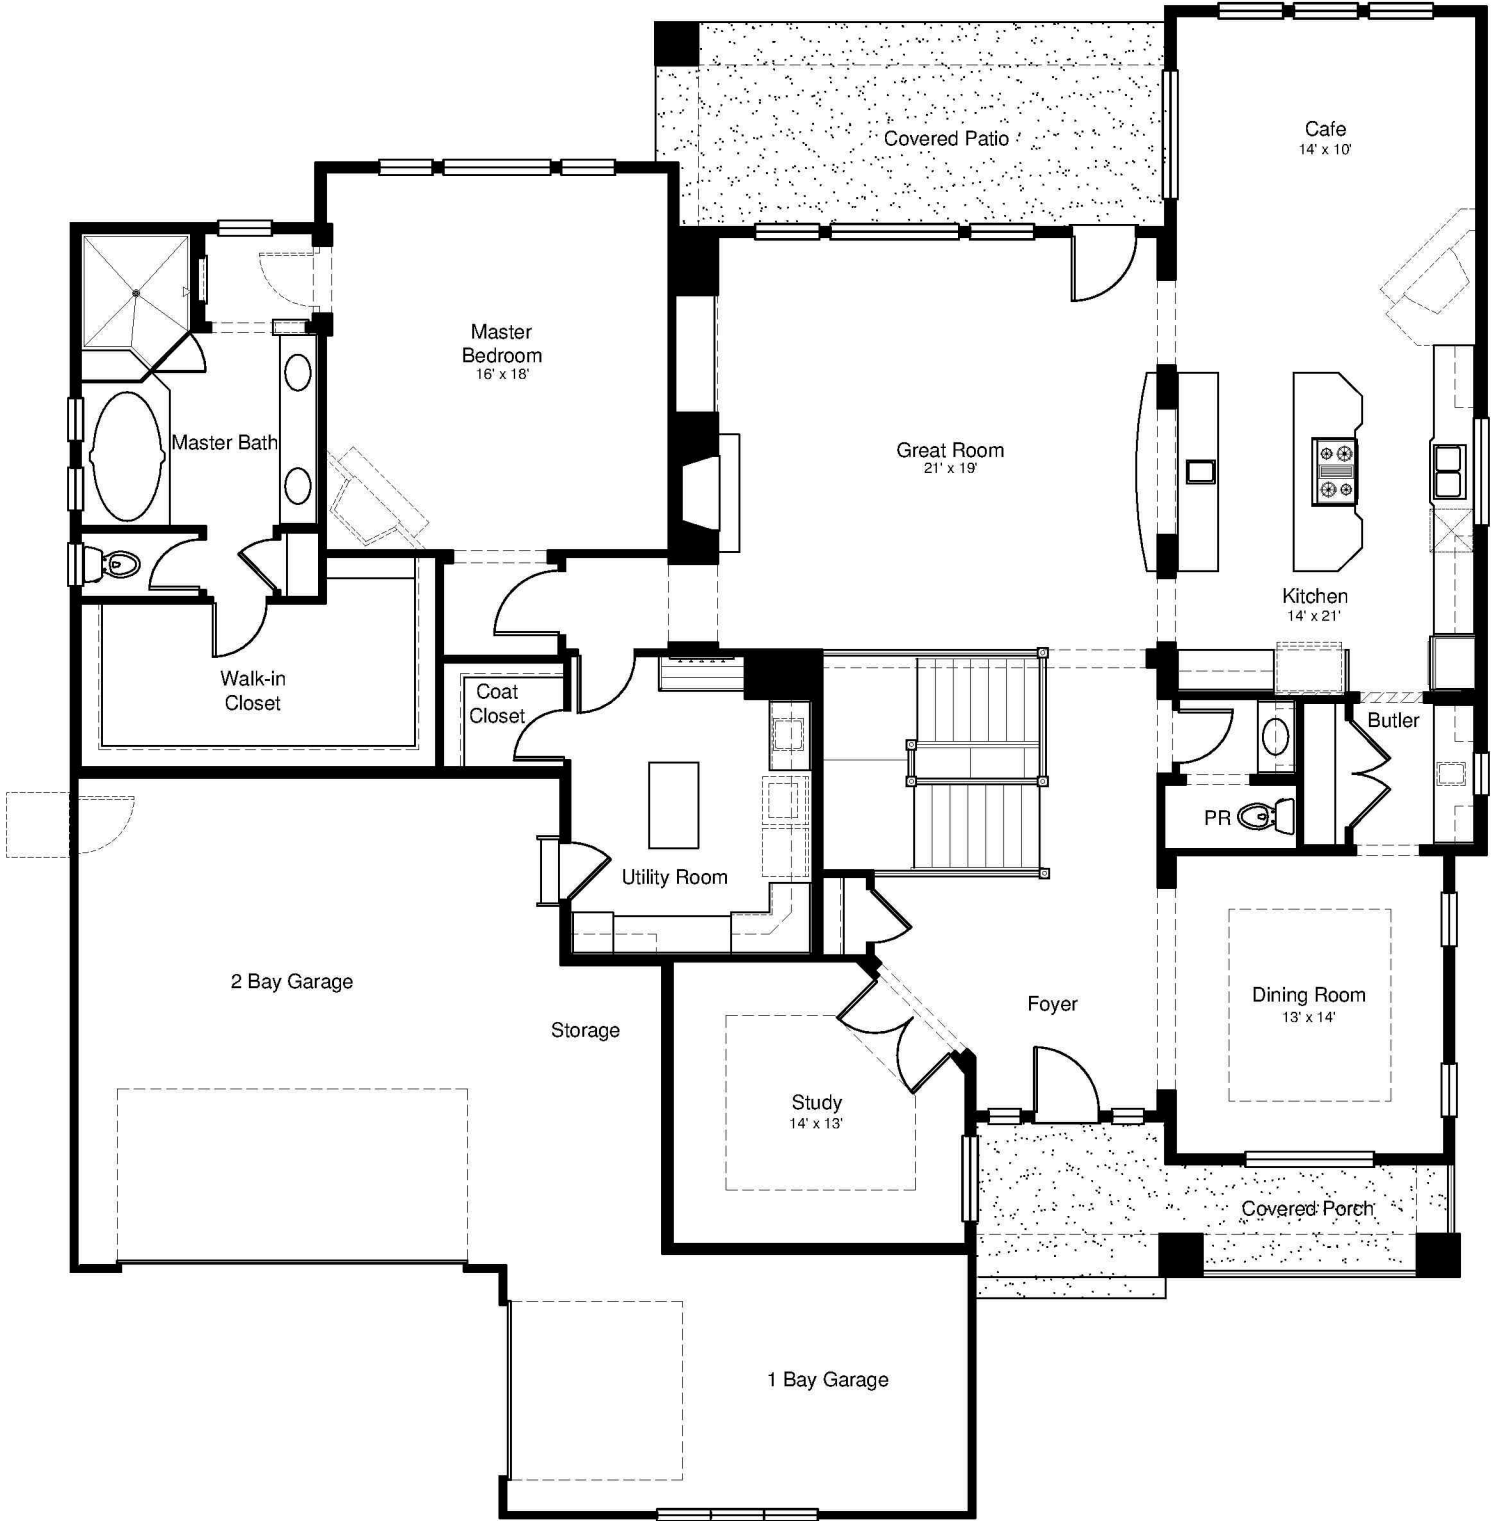 Covered Patio
Cafe
14' x 10'
Master
Bedroom
16' x 18'
Master Bath
Great Room
21' x 19'
Kitchen
14' x 21'
Walk-in
Closet
Coat
Closet
Butler
PR
Utility Room
2 Bay Garage
Storage
Foyer
Dining Room
13' x 14'
Study
14' x 13'
Covered Porch
1 Bay Garage